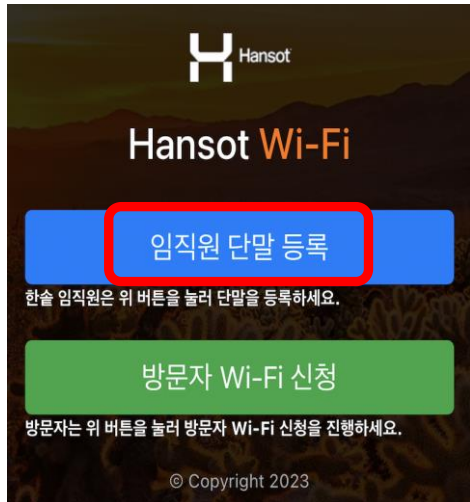 Hansot
Hansot Wi-Fi
임직원 단말 등록
한솥 임직원은 위 버튼을 눌러 단말을 등록하세요.
방문자 Wi-Fi 신청
방문자는 위 버튼을 눌러 방문자 Wi-Fi 신청을 진행하세요.
© Copyright 2023